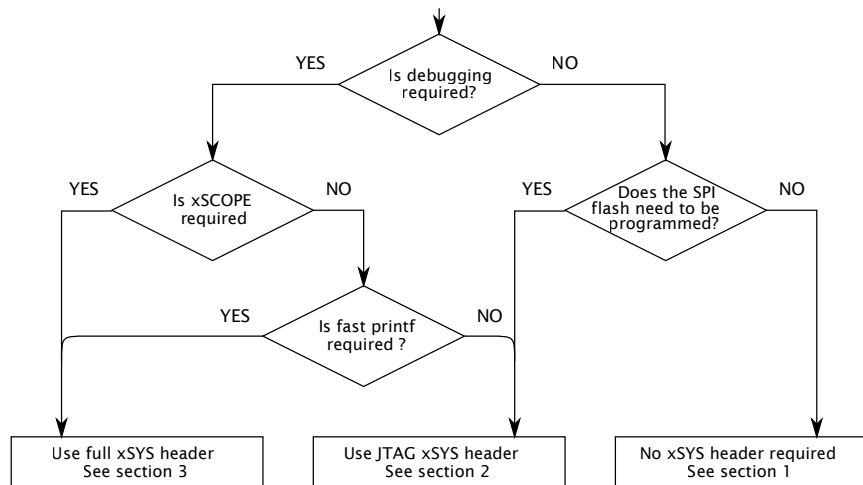 YES
NO
Is debugging
required?
YES
NO
YES
NO
Is xSCOPE
required
Does the SPI
flash need to be
programmed?
YES
NO
Is fast printf
required ?
Use full xSYS header
See section 3
Use JTAG xSYS header
See section 2
No xSYS header required
See section 1